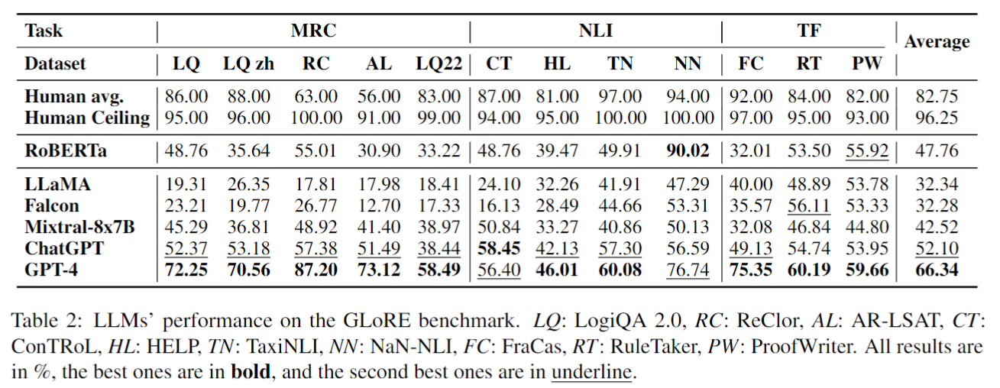 Task MRC NLI TF Average
Dataset LQ LQ zh RC AL LQ22 CT HL TN NN FC RT PW
Human avg. 86.00 88.00 63.00 56.00 83.00 87.00 81.00 97.00 94.00 92.00 84.00 82.00 82.75
Human Ceiling 95.00 96.00 100.00 91.00 99.00 94.00 95.00 100.00 100.00 97.00 95.00 93.00 96.25
RoBERTa 48.76 35.64 55.01 30.90 33.22 48.76 39.47 49.91 90.02 32.01 53.50 55.92 47.76
LLaMA 19.31 26.35 17.81 17.98 18.41 24.10 32.26 41.91 47.29 40.00 48.89 53.78 32.34
Falcon 23.21 19.77 26.77 12.70 17.33 16.13 28.49 44.66 53.31 35.57 56.11 53.33 32.28
Mixtral-8x7B 45.29 36.81 48.92 41.40 38.97 50.84 33.27 40.86 50.13 32.08 46.84 44.80 42.52
ChatGPT 52.37 53.18 57.38 51.49 38.44 58.45 42.13 57.30 56.59 49.13 54.74 53.95 52.10
GPT-4 72.25 70.56 87.20 73.12 58.49 56.40 46.01 60.08 76.74 75.35 60.19 59.66 66.34
Table 2: LLMs' performance on the GLoRE benchmark. LQ: LogiQA 2.0, RC: ReClor, AL: AR-LSAT, CT:
ConTRoL, HL: HELP, TN: TaxiNLI, NN: NaN-NLI, FC: FraCas, RT: RuleTaker, PW: ProofWriter. All results are
in %, the best ones are in bold, and the second best ones are in underline.